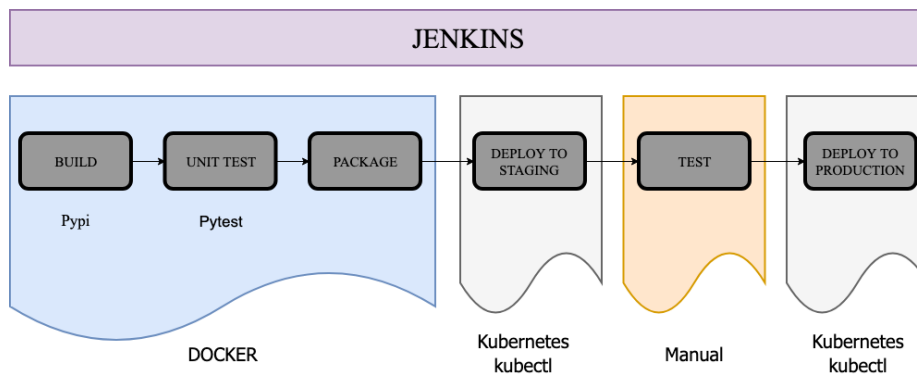 JENKINS
BUILD
UNIT TEST
PACKAGE
DEPLOY TO
STAGING
TEST
DEPLOY TO
PRODUCTION
Pypi
Pytest
DOCKER
Kubernetes
kubectl
Manual
Kubernetes
kubectl